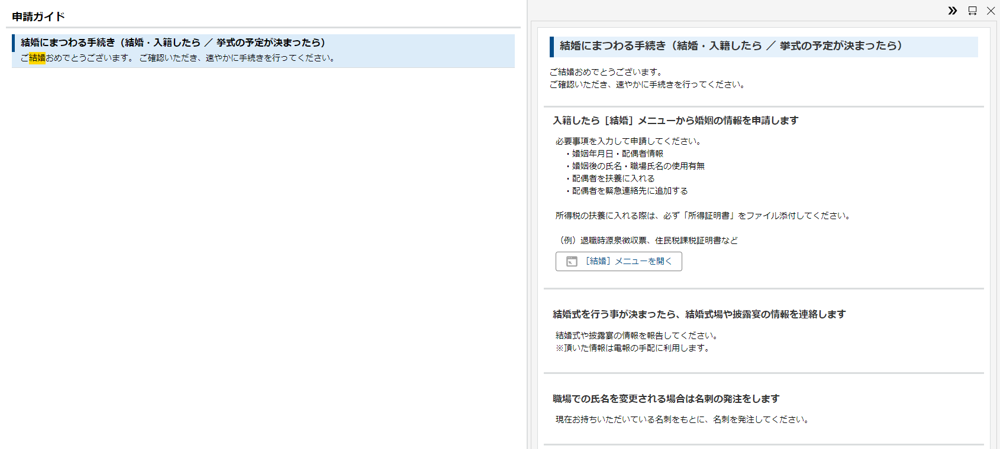 申請ガイド
結婚にまつわる手続き（結婚・入籍したら ／ 挙式の予定が決まったら）
ご結婚おめでとうございます。 ご確認いただき、速やかに手続きを行ってください。
結婚にまつわる手続き（結婚・入籍したら ／ 挙式の予定が決まったら）
ご結婚おめでとうございます。
ご確認いただき、速やかに手続きを行ってください。
入籍したら［結婚］メニューから婚姻の情報を申請します
必要事項を入力して申請してください。
・婚姻年月日・配偶者情報
・婚姻後の氏名・職場氏名の使用有無
・配偶者を扶養に入れる
・配偶者を緊急連絡先に追加する
所得税の扶養に入れる際は、必ず「所得証明書」をファイル添付してください。
（例）退職時源泉徴収票、住民税課税証明書など
［結婚］メニューを開く
結婚式を行う事が決まったら、結婚式場や披露宴の情報を連絡します
結婚式や披露宴の情報を報告してください。
※頂いた情報は電報の手配に利用します。
職場での氏名を変更される場合は名刺の発注をします
現在お持ちいただいている名刺をもとに、名刺を発注してください。